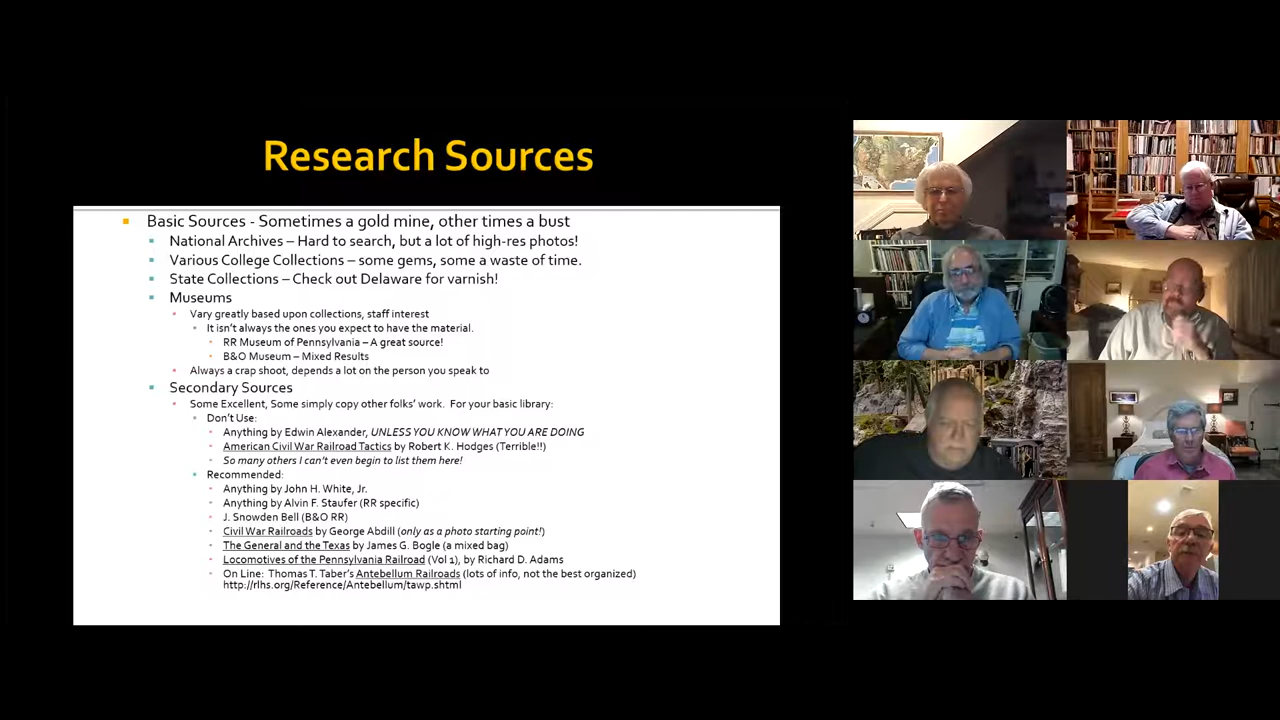 Research Sources
Basic Sources - Sometimes a gold mine, other times a bust
National Archives – Hard to search, but a lot of high-res photos!
Various College Collections – some gems, some a waste of time.
State Collections – Check out Delaware for varnish!
Museums
Vary greatly based upon collections, staff interest
It isn't always the ones you expect to have the material.
RR Museum of Pennsylvania – A great source!
B&O Museum – Mixed Results
Always a crap shoot, depends a lot on the person you speak to
Secondary Sources
Some Excellent, Some simply copy other folks' work. For your basic library:
Don't Use:
Anything by Edwin Alexander, UNLESS YOU KNOW WHAT YOU ARE DOING
American Civil War Railroad Tactics by Robert K. Hodges (Terrible!!)
So many others I can't even begin to list them here!
Recommended:
Anything by John H. White, Jr.
Anything by Alvin F. Staufer (RR specific)
J. Snowden Bell (B&O RR)
Civil War Railroads by George Abdill (only as a photo starting point!)
The General and the Texas by James G. Bogle (a mixed bag)
Locomotives of the Pennsylvania Railroad (Vol 1), by Richard D. Adams
On Line: Thomas T. Taber's Antebellum Railroads (lots of info, not the best organized)
http://rlhs.org/Reference/Antebellum/tawp.shtml